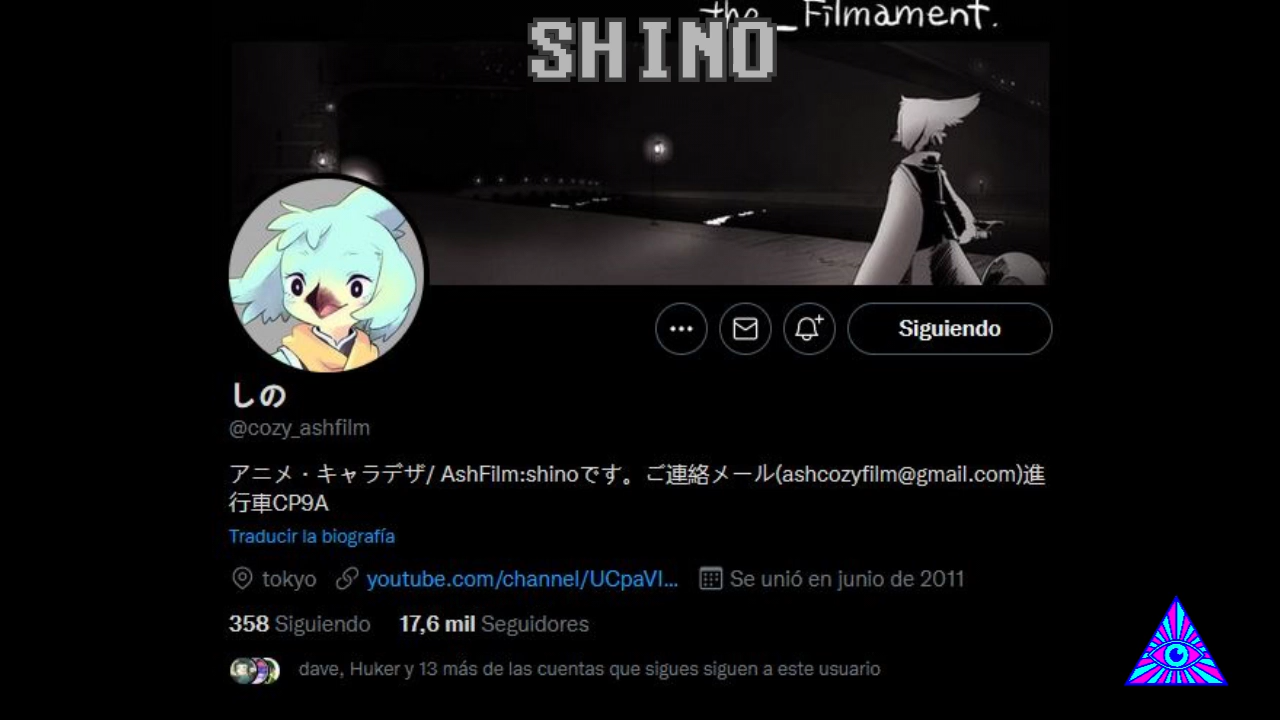 the_Filmament.
SHINO
Siguiendo
しの
@cozy_ashfilm
アニメ・キャラデザ/ AshFilm:shinoです。ご連絡メール(ashcozyfilm@gmail.com)進
行車CP9A
Traducir la biografía
tokyo youtube.com/channel/UCpaVI... Se unió en junio de 2011
358 Siguiendo 17,6 mil Seguidores
dave, Huker y 13 más de las cuentas que sigues siguen a este usuario